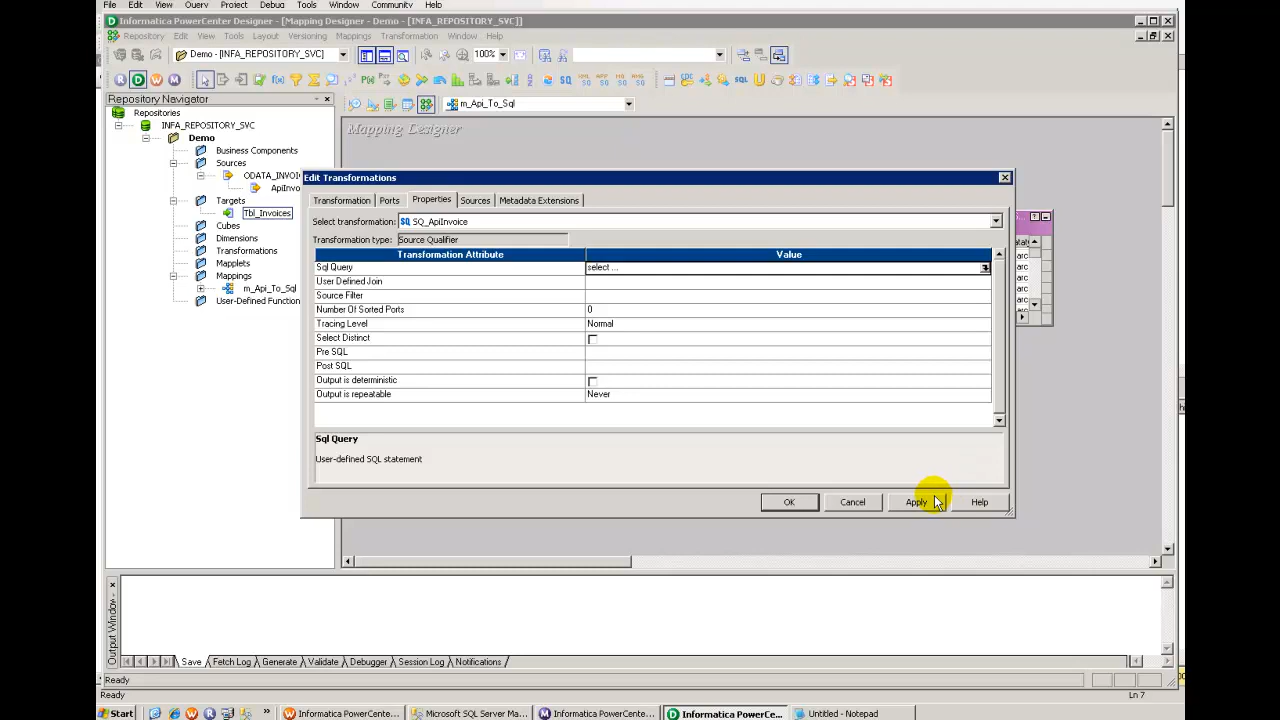 File Edit View Query Project Debug Tools Window Community Help
Informatica PowerCenter Designer - [Mapping Designer - Demo - [INFA_REPOSITORY_SVC]]
Repository Edit View Tools Layout Versioning Mappings Transformation Window Help
Demo - [INFA_REPOSITORY_SVC] 100%
Repository Navigator
m_Api_To_Sql
Repositories
INFA_REPOSITORY_SVC
Demo
Business Components
Sources
ODATA_INVOI
ApiInvo
Targets
Tbl_Invoices
Cubes
Dimensions
Transformations
Mapplets
Mappings
m_Api_To_Sql
User-Defined Function
Mapping Designer
Edit Transformations
Transformation Ports Properties Sources Metadata Extensions
Select transformation: SQ_ApiInvoice
Transformation type: Source Qualifier
Transformation Attribute Value
Sql Query select ...
User Defined Join
Source Filter
Number Of Sorted Ports 0
Tracing Level Normal
Select Distinct
Pre SQL
Post SQL
Output is deterministic
Output is repeatable Never
Sql Query
User-defined SQL statement
OK Cancel Apply Help
Output Window
Save Fetch Log Generate Validate Debugger Session Log Notifications
Ready
Ready Ln 7
Start Informatica PowerCente... Microsoft SQL Server Ma... Informatica PowerCente... Informatica PowerCe... Untitled - Notepad